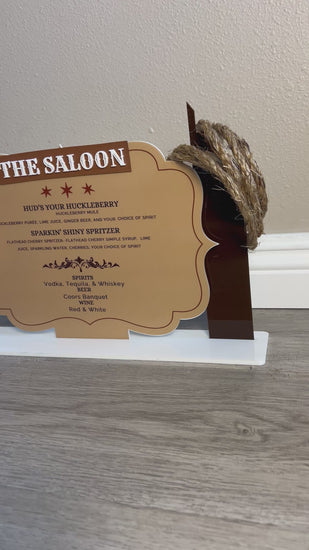 THE SALOON
HUD'S YOUR HUCKLEBERRY
HUCKLEBERRY MULE
HUCKLEBERRY PUREE, LIME JUICE, GINGER BEER, AND YOUR CHOICE OF SPIRIT
SPARKIN' SHINY SPRITZER
FLATHEAD CHERRY SPRITZER- FLATHEAD CHERRY SIMPLE SYRUP, LIME
JUICE, SPARKLING WATER, CHERRIES, YOUR CHOICE OF SPIRIT
SPIRITS
Vodka, Tequila, & Whiskey
BEER
Coors Banquet
WINE
Red & White